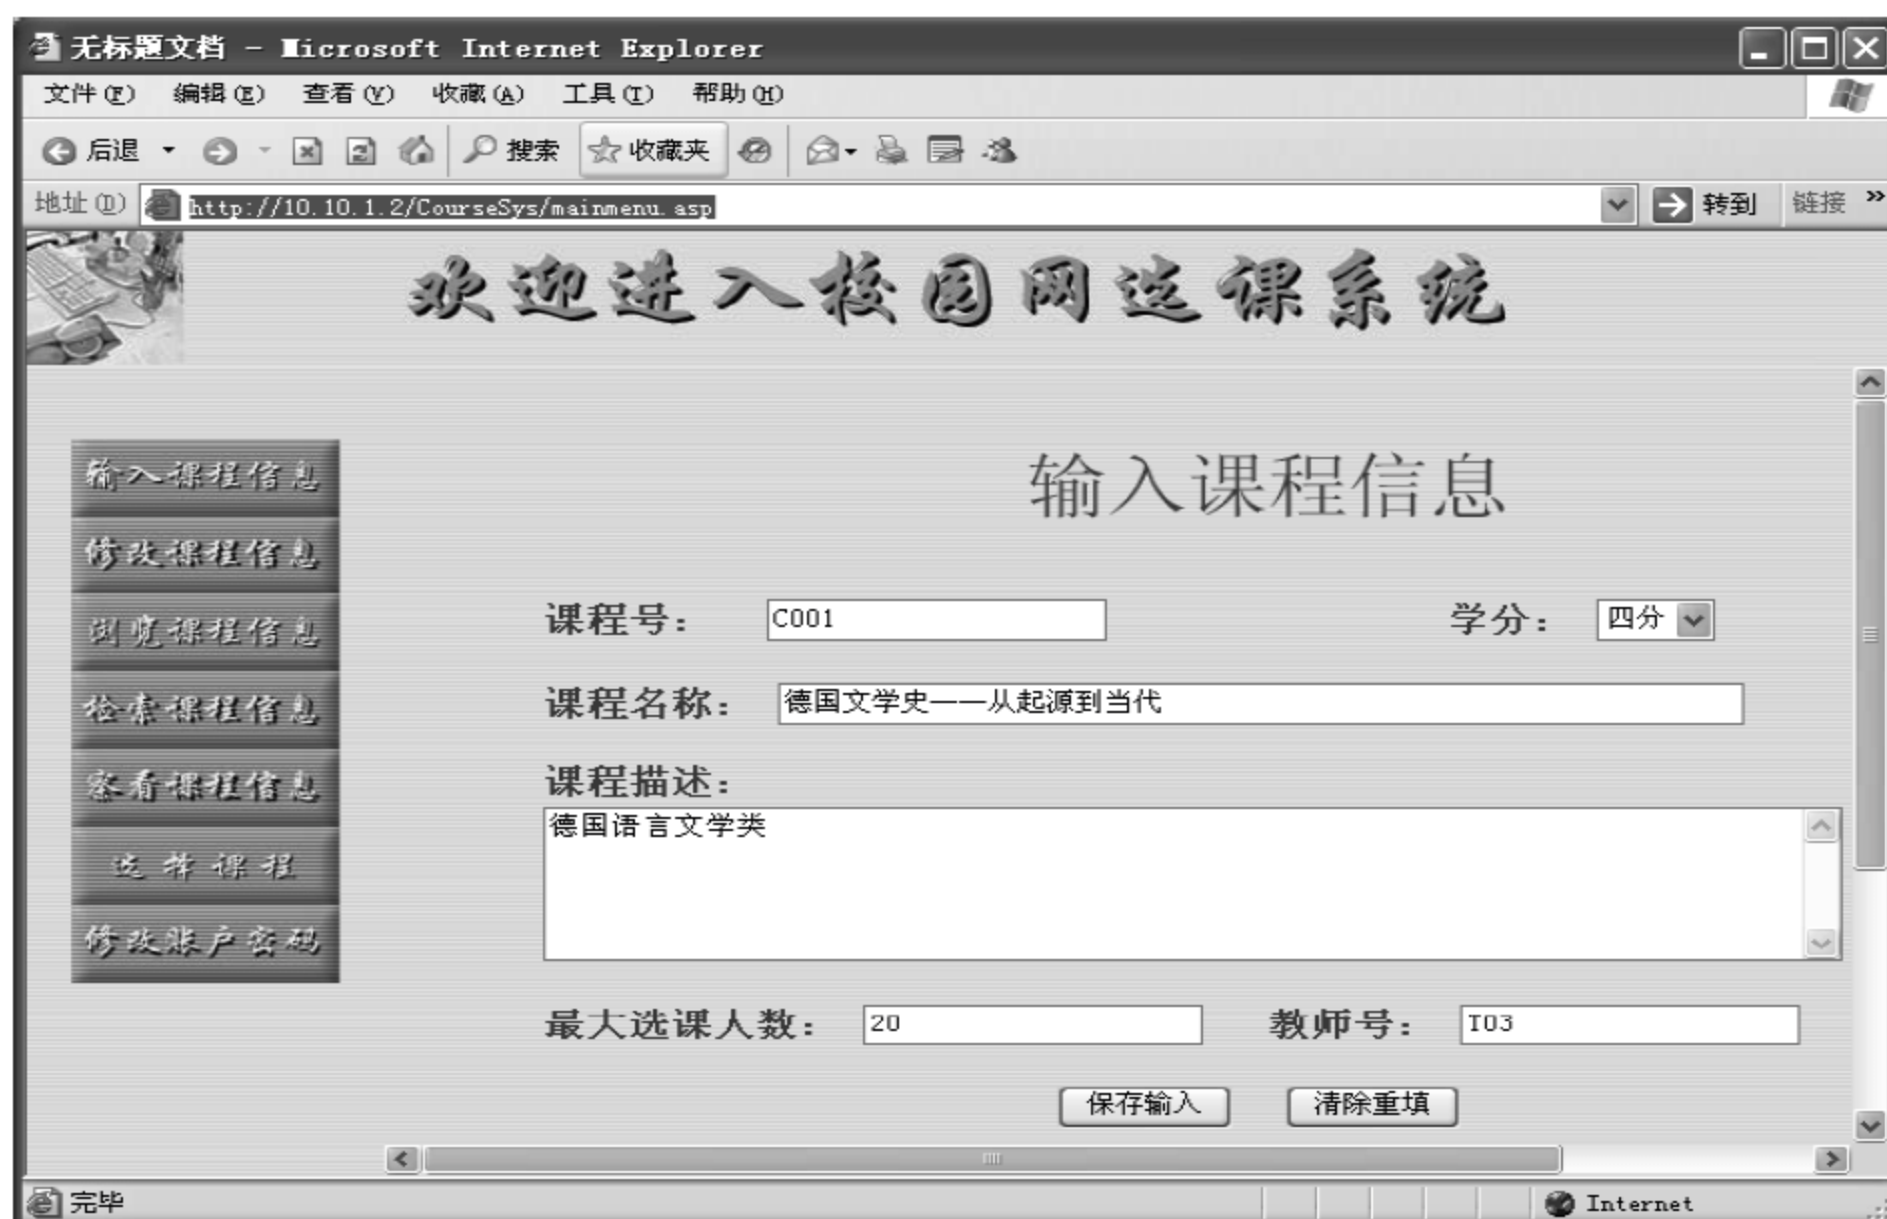 无标题文档 - Microsoft Internet Explorer
文件(F) 编辑(E) 查看(V) 收藏(A) 工具(T) 帮助(H)
后退 搜索 收藏夹
地址(D) http://10.10.1.2/CourseSys/mainmenu.asp 转到 链接 »
欢迎进入校园网选课系统
输入课程信息
修改课程信息
浏览课程信息
检索课程信息
察看课程信息
选择课程
修改账户密码
输入课程信息
课程号: C001 学分: 四分
课程名称: 德国文学史——从起源到当代
课程描述:
德国语言文学类
最大选课人数: 20 教师号: T03
保存输入 清除重填
完毕 Internet